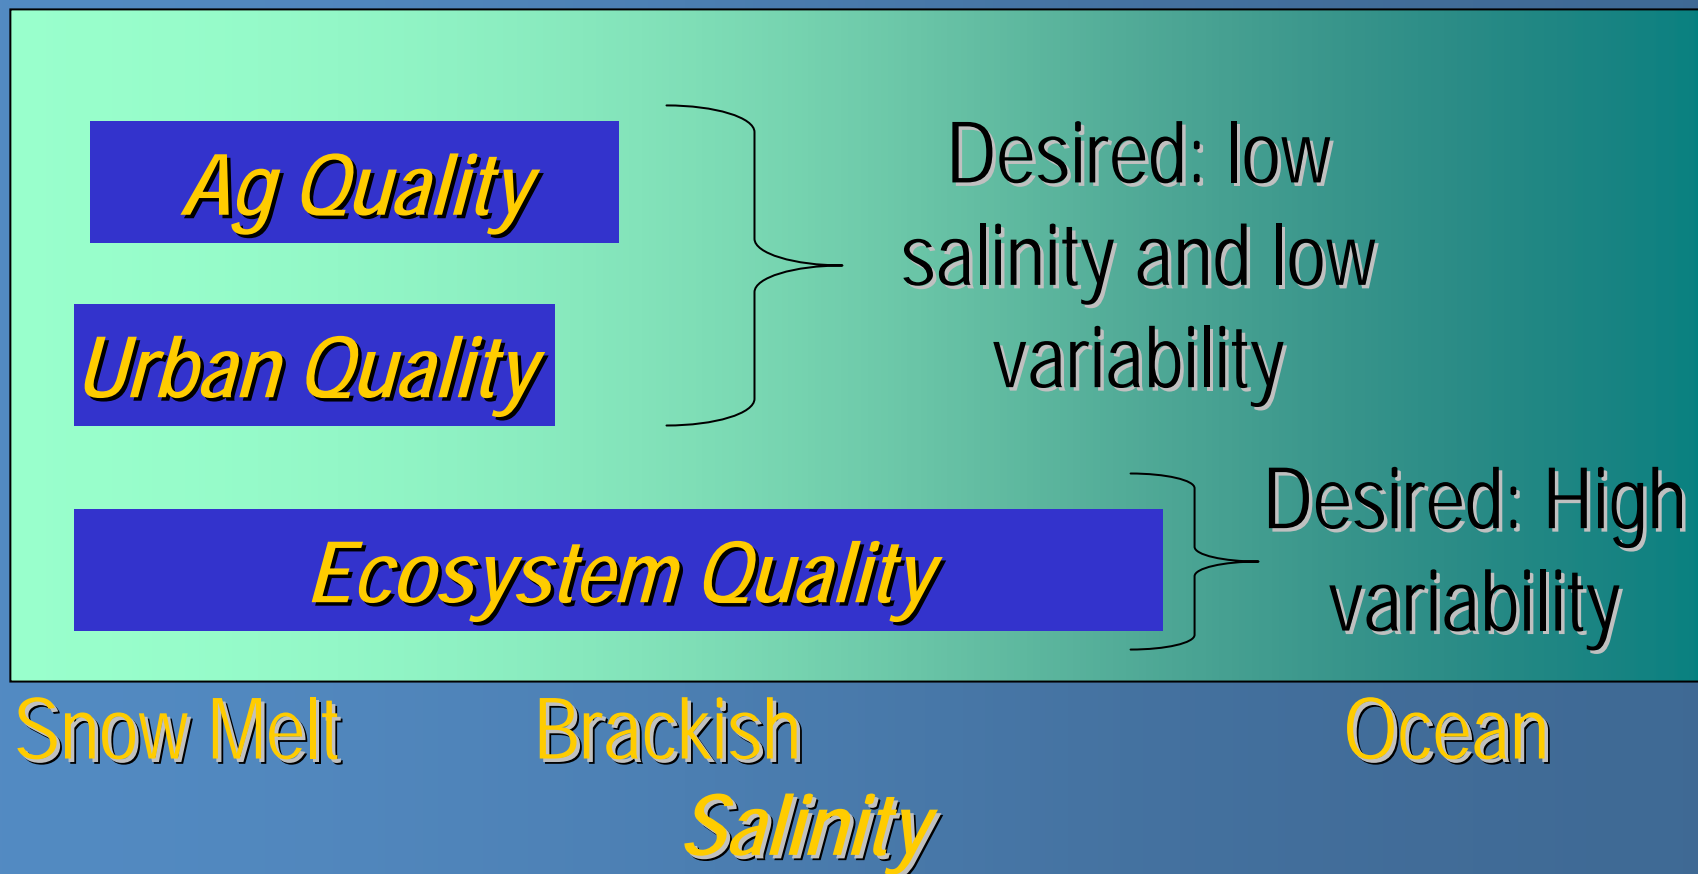 Ag Quality
Desired: low
salinity and low
variability
Urban Quality
Ecosystem Quality
Desired: High
variability
Snow Melt
Brackish
Ocean
Salinity